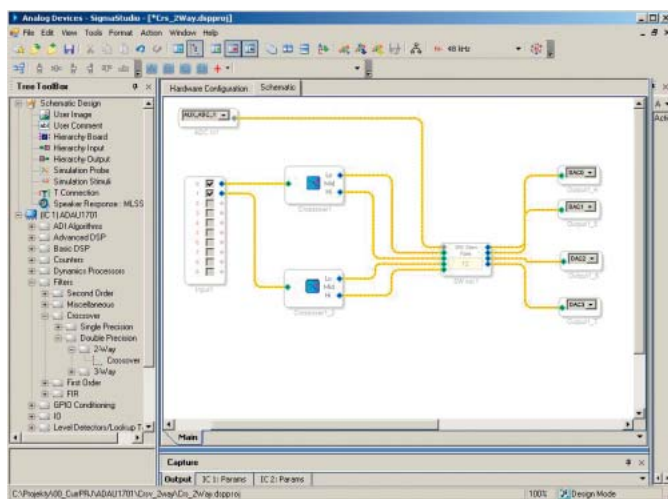 Analog Devices - SigmaStudio - [*Crs_2Way.dspproj]
File Edit View Tools Format Action Window Help
48 kHz
Tree ToolBox
Hardware Configuration Schematic
Schematic Design
User Image
User Comment
Hierarchy Board
Hierarchy Input
Hierarchy Output
Simulation Probe
Simulation Stimuli
T Connection
Speaker Response : MLSS
(IC 1) ADAU1701
ADI Algorithms
Advanced DSP
Basic DSP
Counters
Dynamics Processors
Filters
Second Order
Miscellaneous
Crossover
Single Precision
Double Precision
2-Way
Crossover
3-Way
First Order
FIR
GPIO Conditioning
IO
Level Detectors/Lookup T
Lo
Mid
Hi
Crossover1
Lo
Mid
Hi
Crossover1_2
Input1
DAC0
DAC1
DAC2
DAC3
Main
Capture
Output IC 1: Params IC 2: Params
100% Design Mode